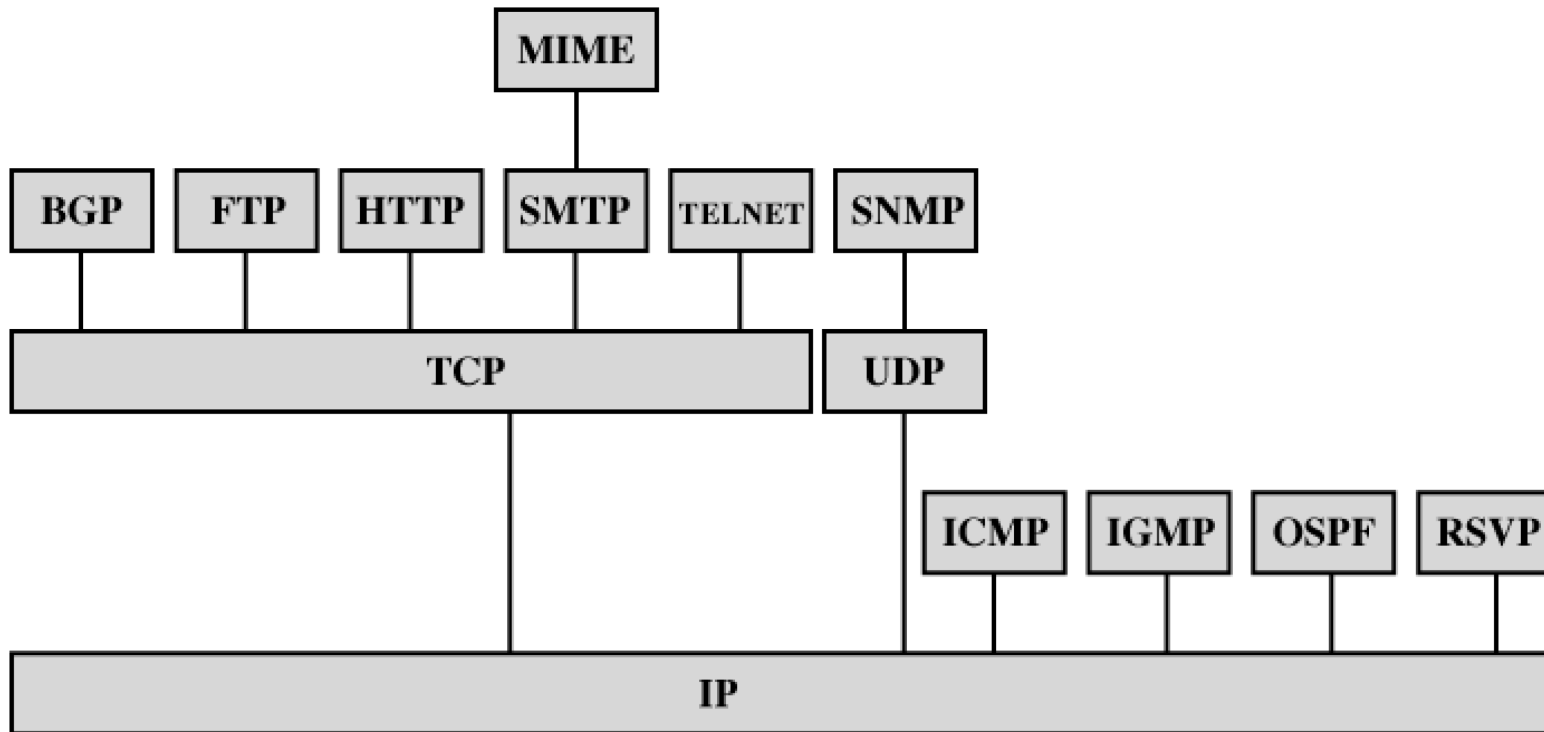 MIME
BGP FTP HTTP SMTP TELNET SNMP
TCP UDP
ICMP IGMP OSPF RSVP
IP